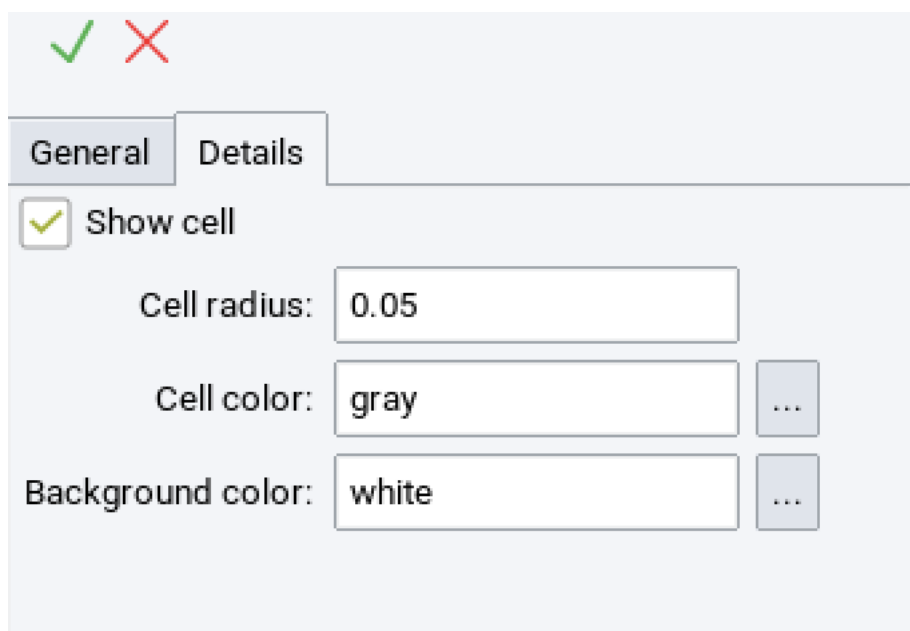 General Details
Show cell
Cell radius: 0.05
Cell color: gray ...
Background color: white ...